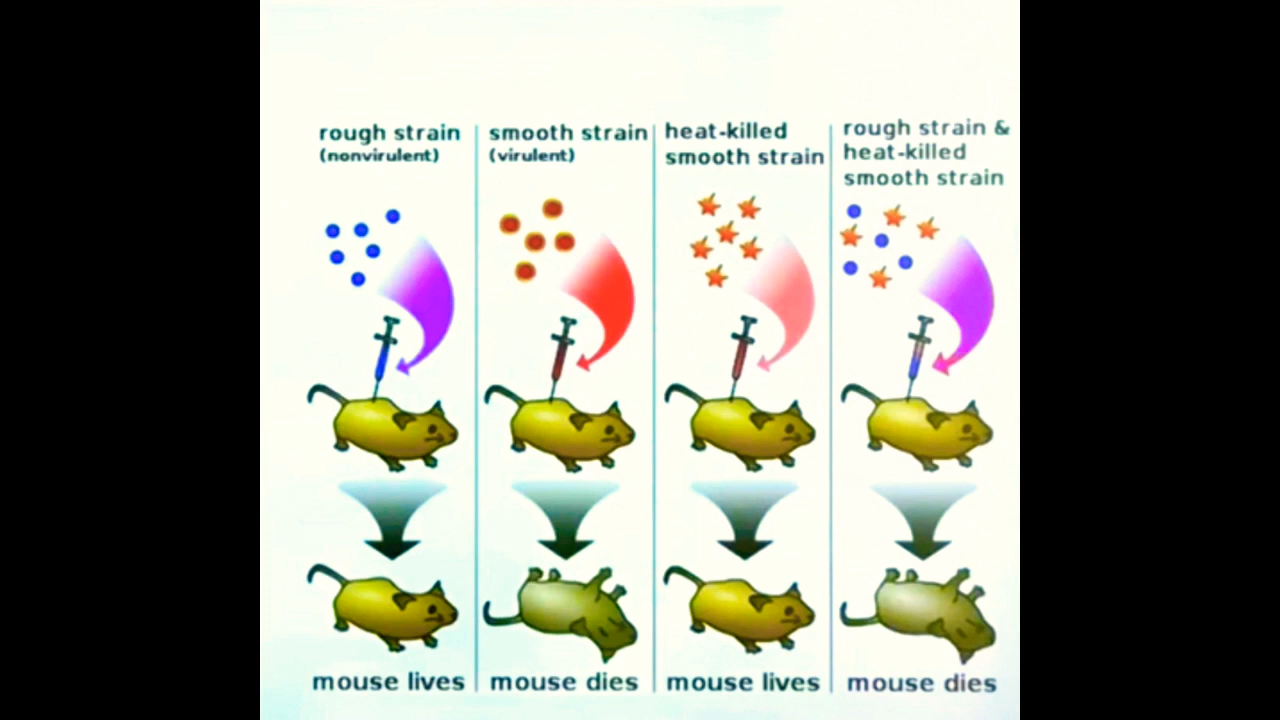 rough strain
(nonvirulent)
smooth strain
(virulent)
heat-killed
smooth strain
rough strain &
heat-killed
smooth strain
mouse lives
mouse dies
mouse lives
mouse dies